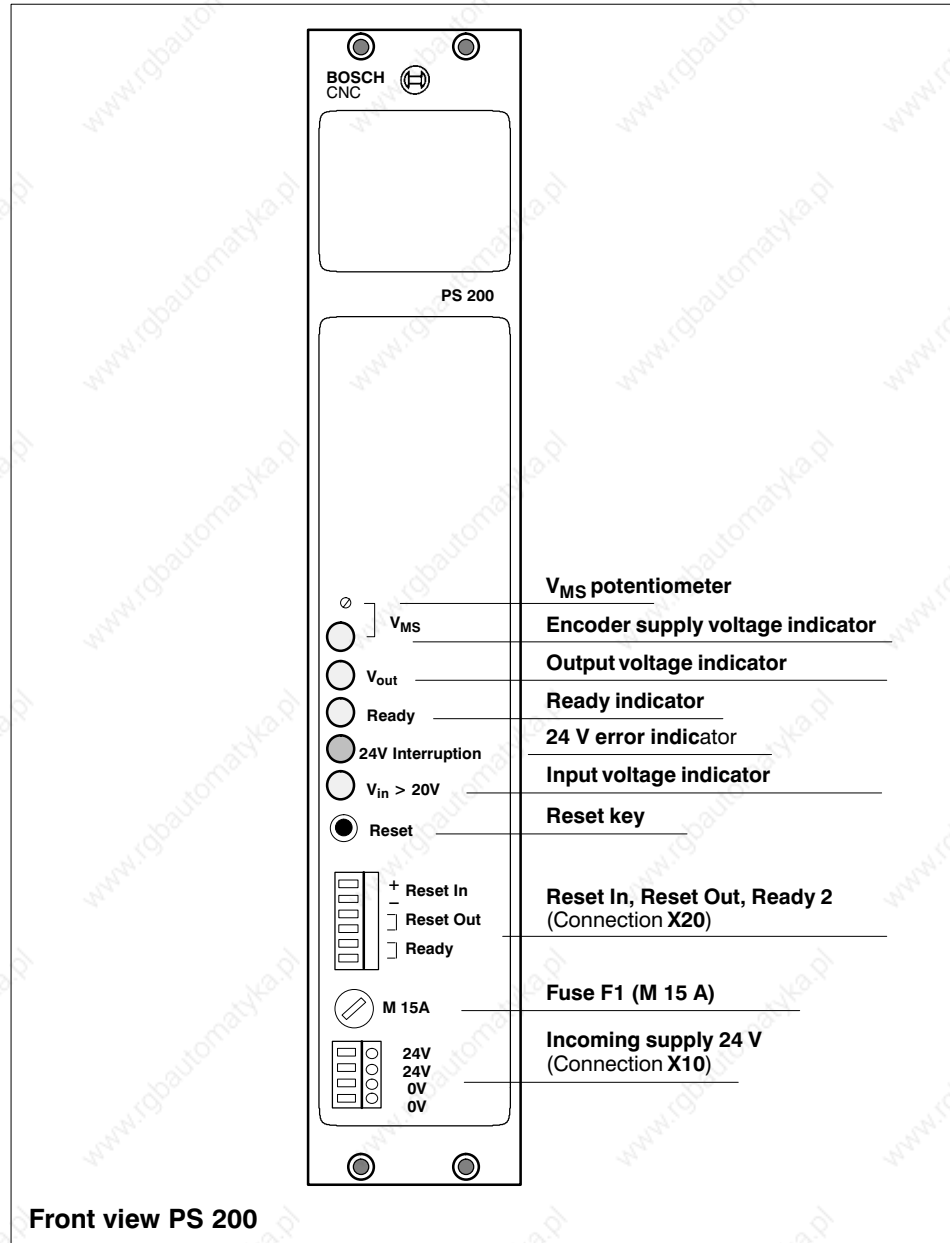 BOSCH
CNC
PS 200
VMS potentiometer
VMS
Encoder supply voltage indicator
Vout
Output voltage indicator
Ready
Ready indicator
24V Interruption
24 V error indicator
Vin > 20V
Input voltage indicator
Reset
Reset key
+
Reset In
–
Reset Out
Ready
Reset In, Reset Out, Ready 2
(Connection X20)
M 15A
Fuse F1 (M 15 A)
24V
24V
0V
0V
Incoming supply 24 V
(Connection X10)
Front view PS 200
www.rgbautomatyka.pl